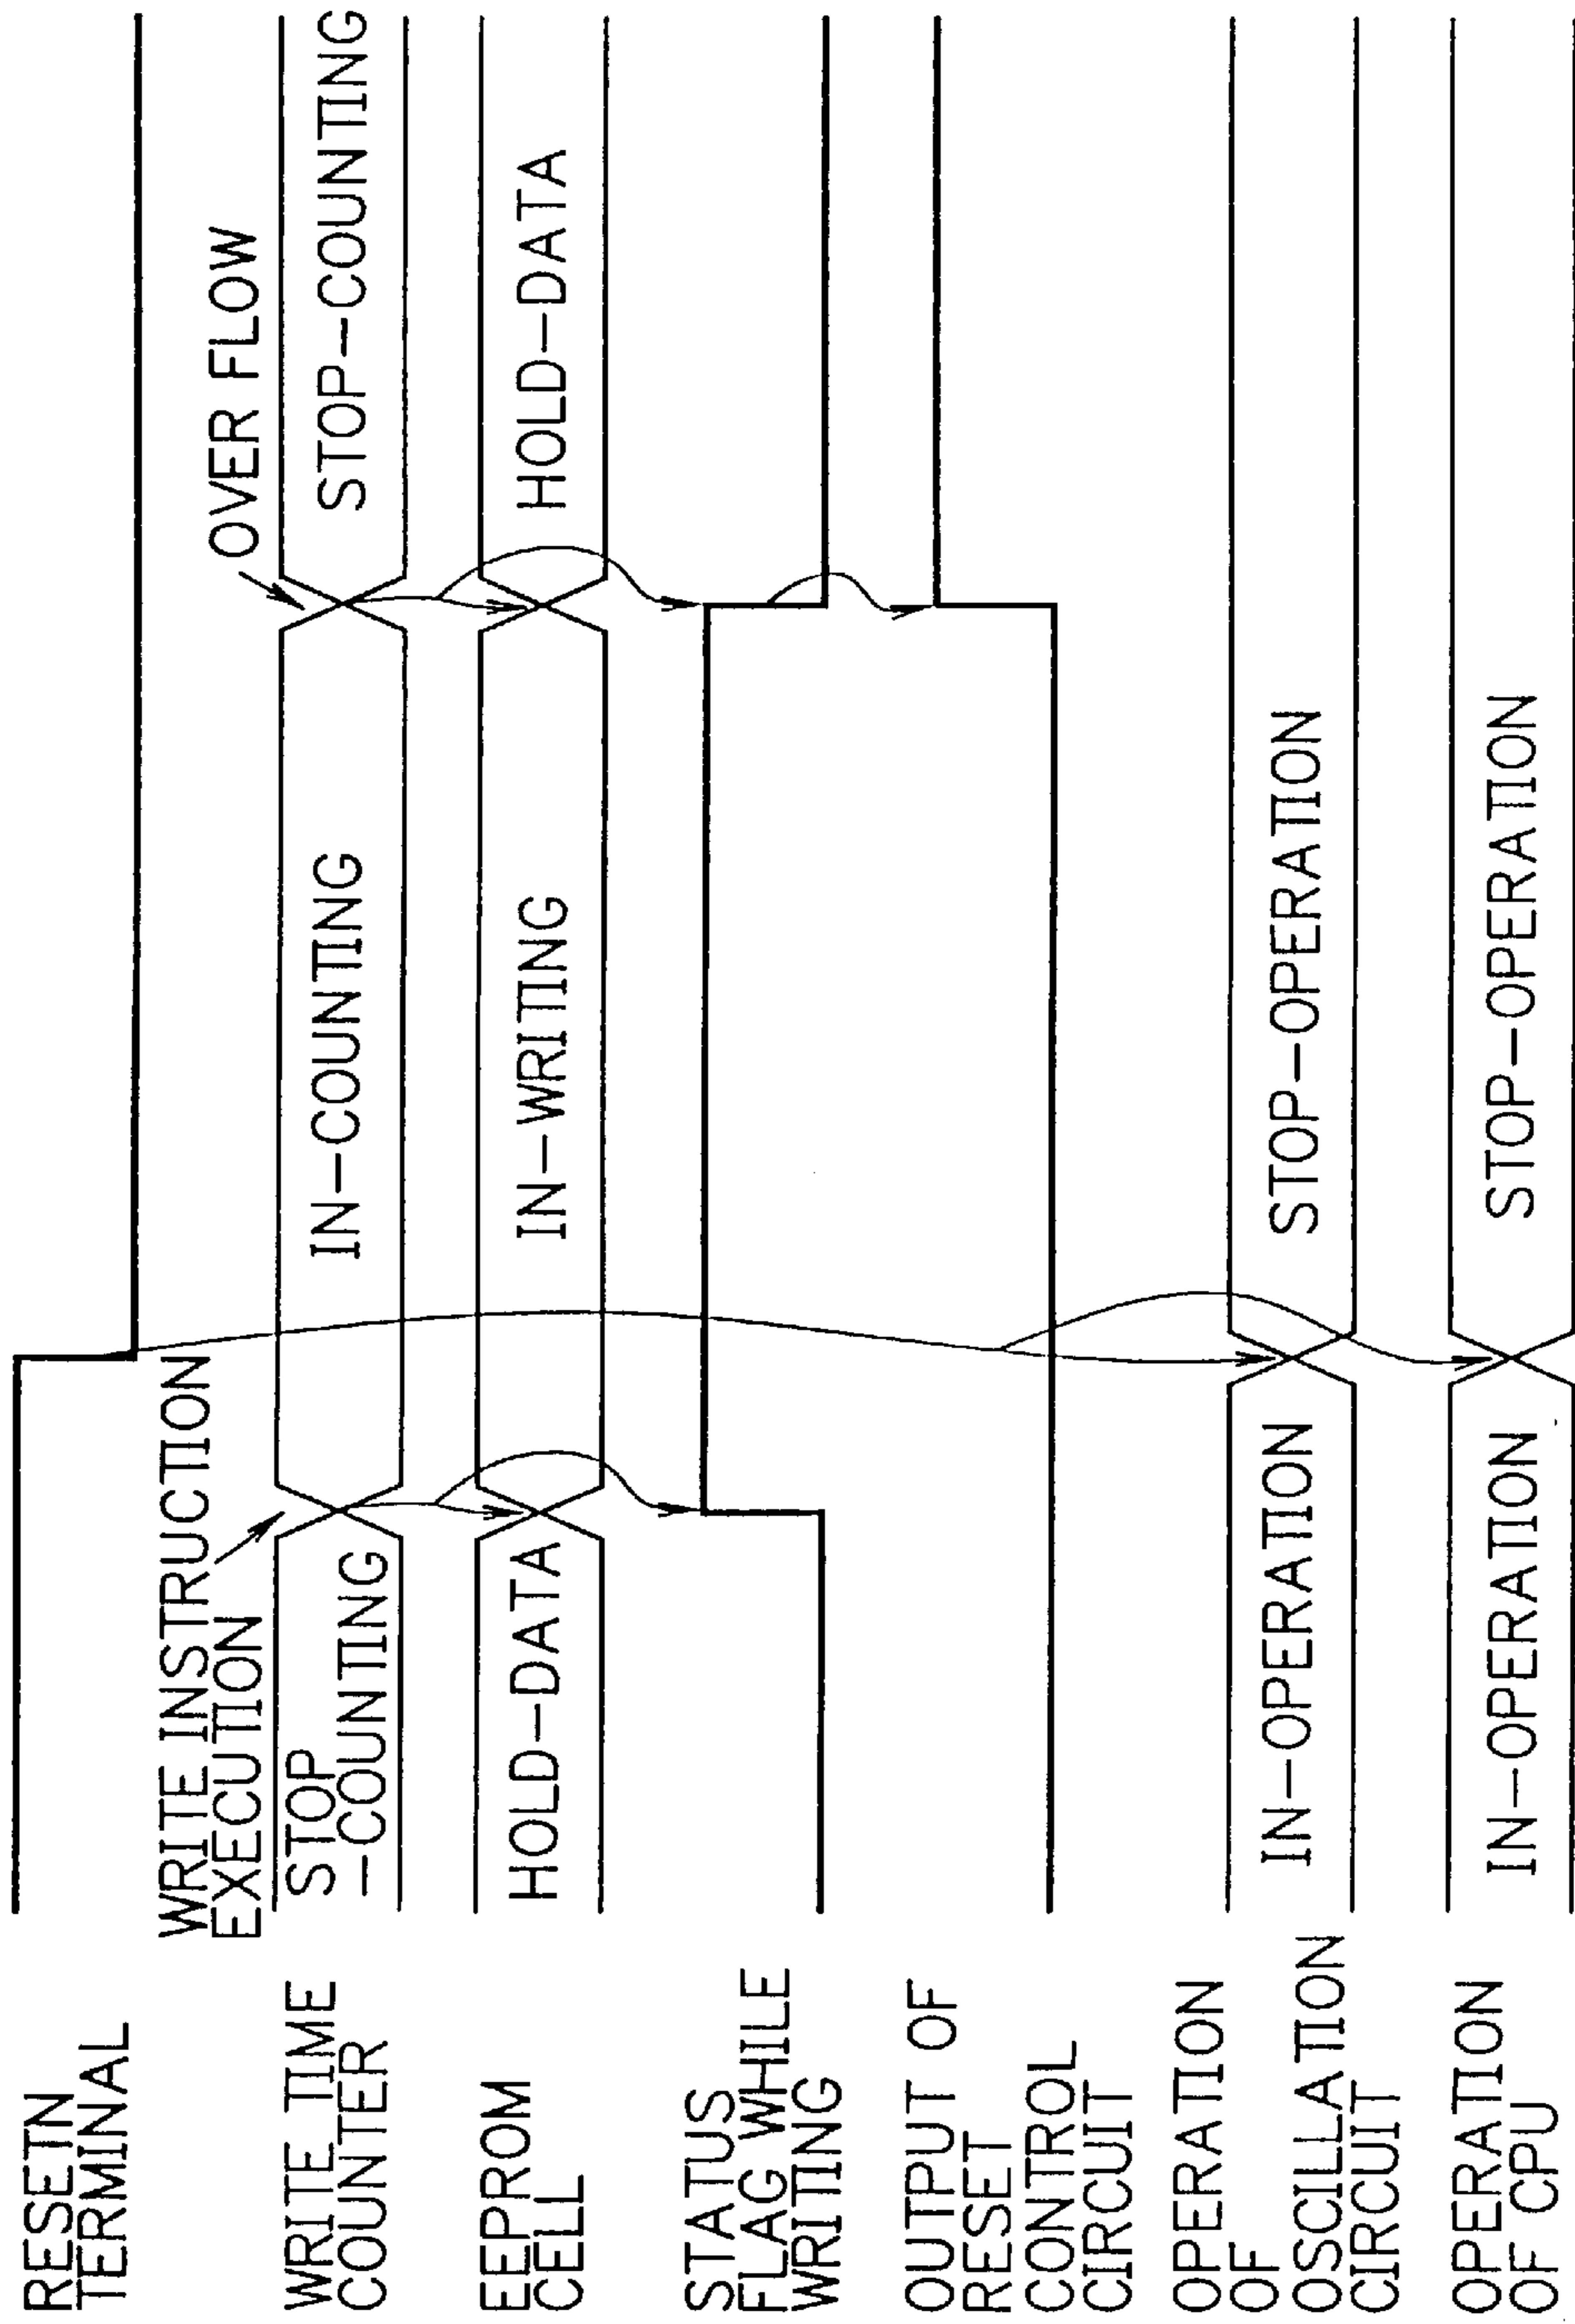 RESETN
TERMINAL
WRITE INSTRUCTION
EXECUTION
OVER FLOW
WRITE TIME
COUNTER
STOP
-COUNTING
IN-COUNTING
STOP-COUNTING
EEPROM
CELL
HOLD-DATA
IN-WRITING
HOLD-DATA
STATUS
FLAG WHILE
WRITING
OUTPUT OF
RESET
CONTROL
CIRCUIT
OPERATION
OF
OSCILLATION
CIRCUIT
IN-OPERATION
STOP-OPERATION
OPERATION
OF CPU
IN-OPERATION
STOP-OPERATION